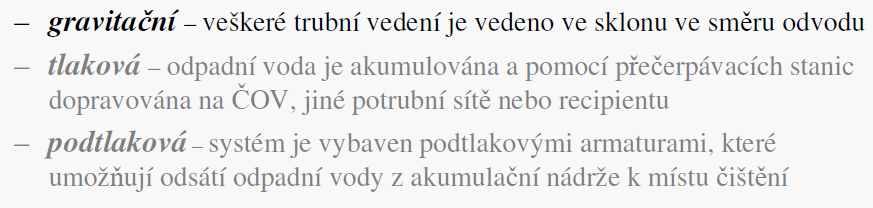 – gravitační – veškeré trubní vedení je vedeno ve sklonu ve směru odvodu
– tlaková – odpadní voda je akumulována a pomocí přečerpávacích stanic
dopravována na ČOV, jiné potrubní sítě nebo recipientu
– podtlaková – systém je vybaven podtlakovými armaturami, které
umožňují odsátí odpadní vody z akumulační nádrže k místu čištění